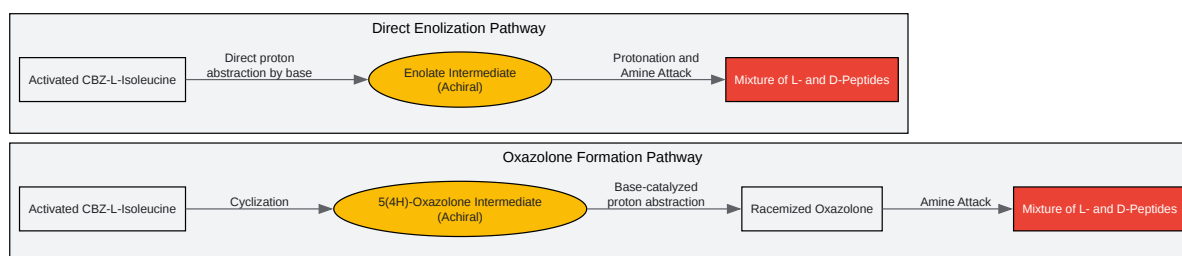 Direct Enolization Pathway
Activated CBZ-L-Isoleucine
Direct proton
abstraction by base
Enolate Intermediate
(Achiral)
Protonation and
Amine Attack
Mixture of L- and D-Peptides
Oxazolone Formation Pathway
Activated CBZ-L-Isoleucine
Cyclization
5(4H)-Oxazolone Intermediate
(Achiral)
Base-catalyzed
proton abstraction
Racemized Oxazolone
Amine Attack
Mixture of L- and D-Peptides